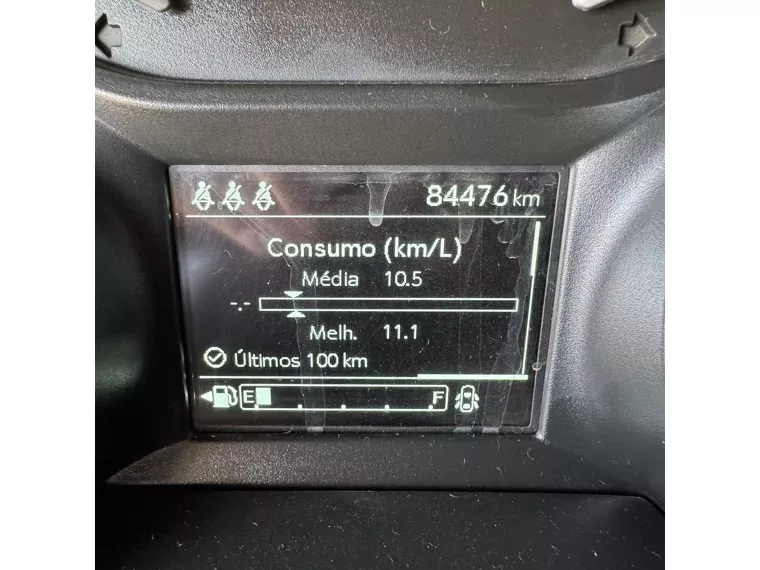 84476 km
Consumo (km/L)
Média 10.5
-.-
Melh. 11.1
Últimos 100 km
E F